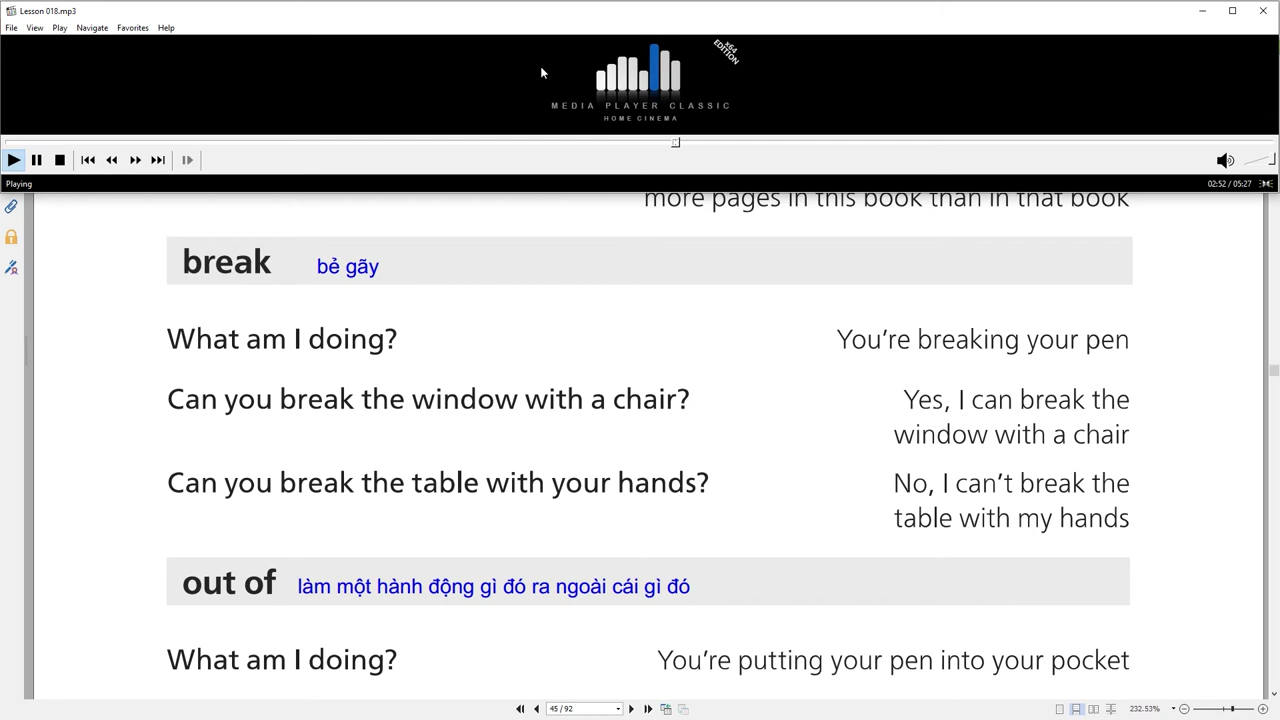 Lesson 018.mp3
File View Play Navigate Favorites Help
x64
EDITION
MEDIA PLAYER CLASSIC
HOME CINEMA
Playing
02:52 / 05:27
more pages in this book than in that book
break bẻ gãy
What am I doing? You're breaking your pen
Can you break the window with a chair? Yes, I can break the
window with a chair
Can you break the table with your hands? No, I can't break the
table with my hands
out of làm một hành động gì đó ra ngoài cái gì đó
What am I doing? You're putting your pen into your pocket
45 / 92
232.53%